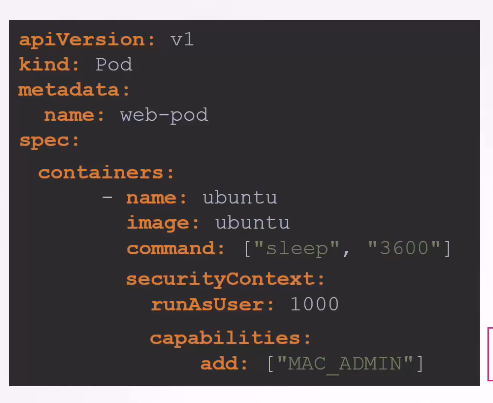 apiVersion: v1
kind: Pod
metadata:
  name: web-pod
spec:
  containers:
      - name: ubuntu
        image: ubuntu
        command: ["sleep", "3600"]
        securityContext:
          runAsUser: 1000
          capabilities:
              add: ["MAC_ADMIN"]